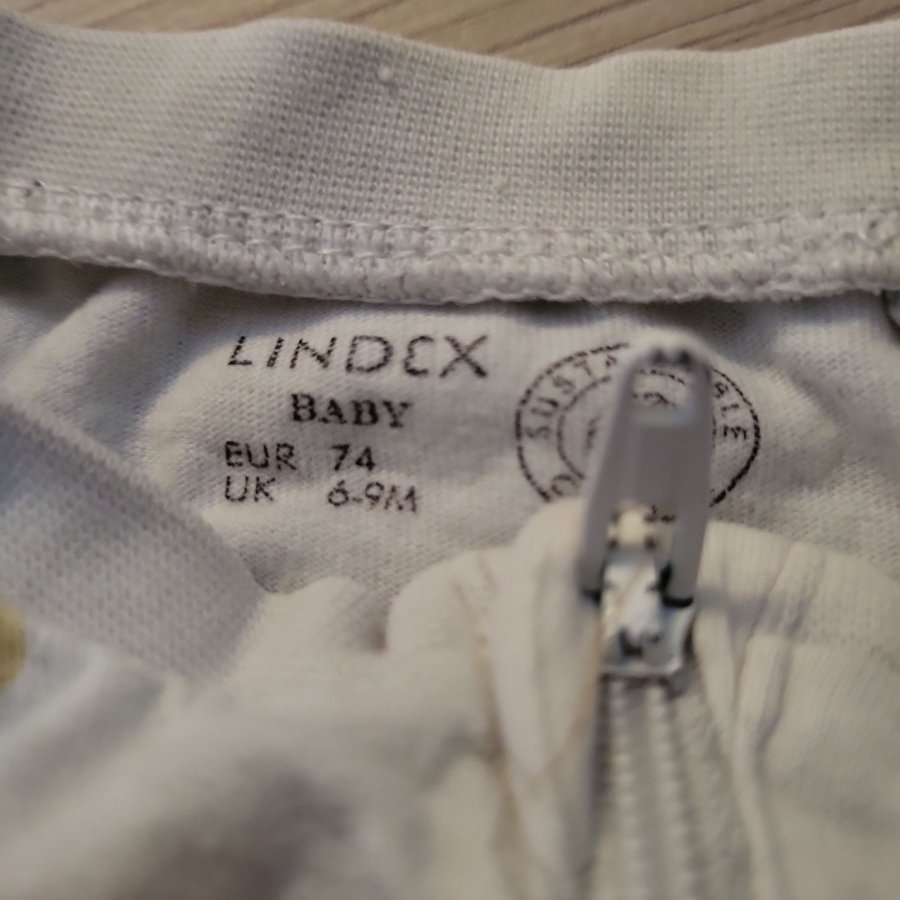 LINDEX
BABY
EUR 74
UK 6-9M